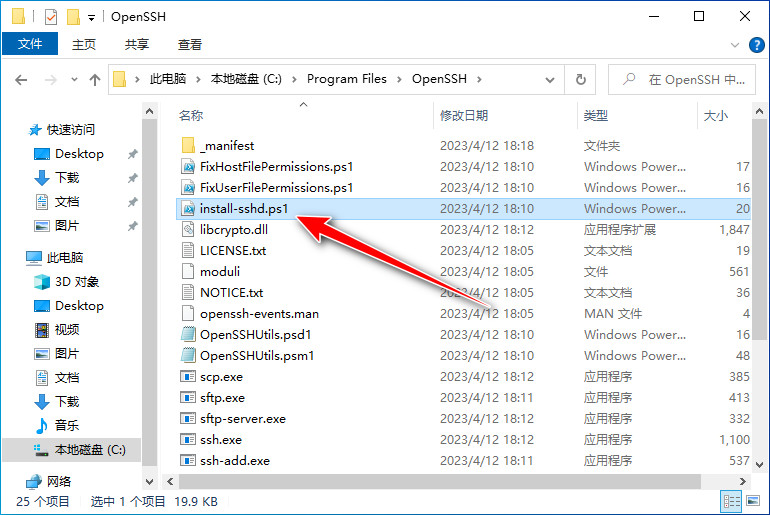 OpenSSH
文件 主页 共享 查看
此电脑 本地磁盘 (C:) Program Files OpenSSH 在 OpenSSH 中...
名称 修改日期 类型 大小
快速访问
Desktop
下载
文档
图片
此电脑
3D 对象
Desktop
视频
图片
文档
下载
音乐
本地磁盘 (C:)
网络
_manifest 2023/4/12 18:18 文件夹
FixHostFilePermissions.ps1 2023/4/12 18:10 Windows Power... 17
FixUserFilePermissions.ps1 2023/4/12 18:10 Windows Power... 16
install-sshd.ps1 2023/4/12 18:10 Windows Power... 20
libcrypto.dll 2023/4/12 18:10 应用程序扩展 1,847
LICENSE.txt 2023/4/12 18:05 文本文档 19
moduli 2023/4/12 18:05 文件 561
NOTICE.txt 2023/4/12 18:05 文本文档 36
openssh-events.man 2023/4/12 18:05 MAN 文件 4
OpenSSHUtils.psd1 2023/4/12 18:10 Windows Power... 16
OpenSSHUtils.psm1 2023/4/12 18:10 Windows Power... 48
scp.exe 2023/4/12 18:12 应用程序 385
sftp.exe 2023/4/12 18:11 应用程序 413
sftp-server.exe 2023/4/12 18:12 应用程序 332
ssh.exe 2023/4/12 18:12 应用程序 1,100
ssh-add.exe 2023/4/12 18:11 应用程序 537
25 个项目 选中 1 个项目 19.9 KB